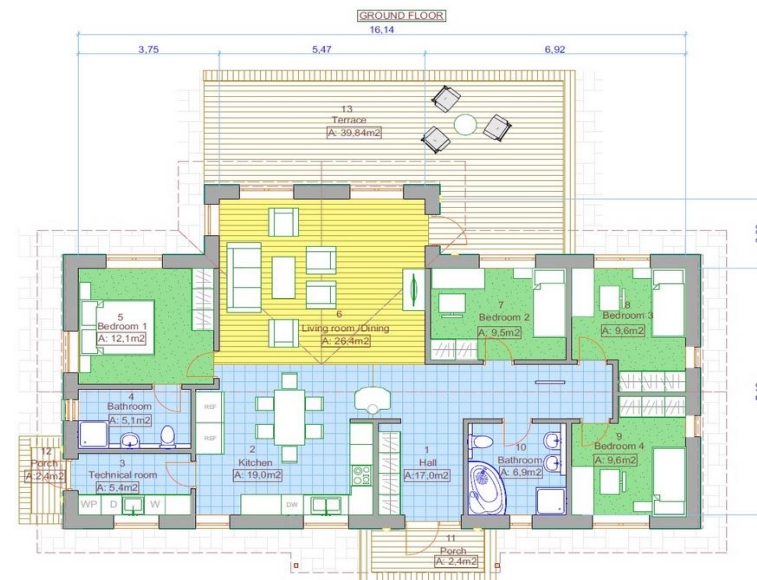 GROUND FLOOR
16,14
3,75
5,47
6,92
13
Terrace
A: 39,84m2
5
Bedroom 1
A: 12,1m2
6
Living room /Dining
A: 26,4m2
7
Bedroom 2
A: 9,5m2
8
Bedroom 3
A: 9,6m2
4
Bathroom
A: 5,1m2
REF
REF
12
Porch
A:2,4m2
3
Technical room
A: 5,4m2
2
Kitchen
A: 19,0m2
1
Hall
A:17,0m2
10
Bathroom
A: 6,9m2
9
Bedroom 4
A: 9,6m2
WP
D
W
DW
11
Porch
A: 2,4m2